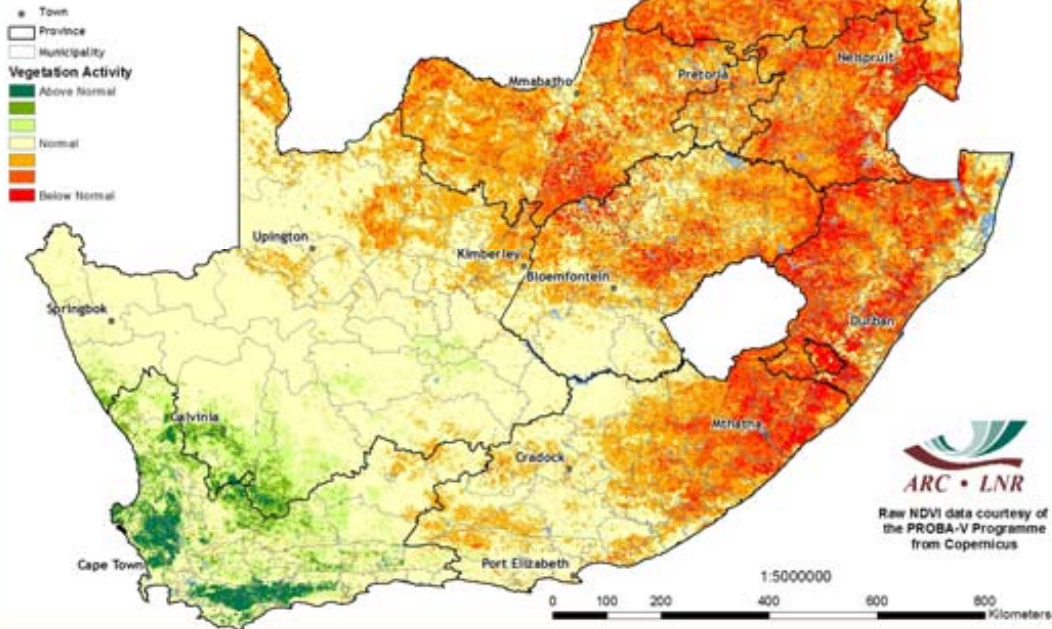 Town
Province
Municipality
Vegetation Activity
Above Normal
Normal
Below Normal
Mmabatho
Pretoria
Nelspruit
Upington
Kimberley
Bloemfontein
Springbok
Durban
Calvinia
Mthatha
Cradock
Cape Town
Port Elizabeth
ARC • LNR
Raw NDVI data courtesy of
the PROBA-V Programme
from Copernicus
1:5000000
0 100 200 400 600 800
Kilometers